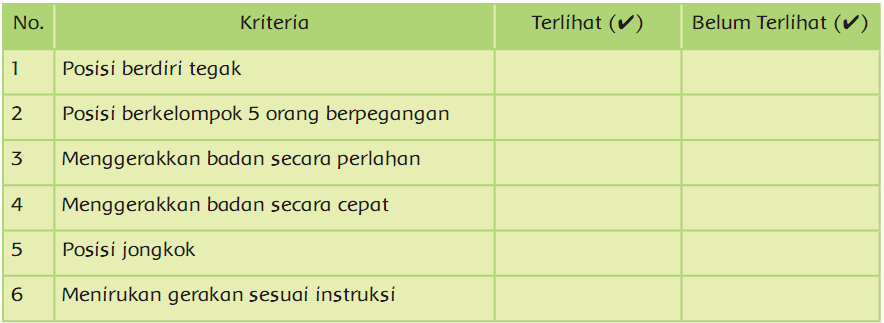 No. Kriteria Terlihat (✔) Belum Terlihat (✔)
1 Posisi berdiri tegak
2 Posisi berkelompok 5 orang berpegangan
3 Menggerakkan badan secara perlahan
4 Menggerakkan badan secara cepat
5 Posisi jongkok
6 Menirukan gerakan sesuai instruksi